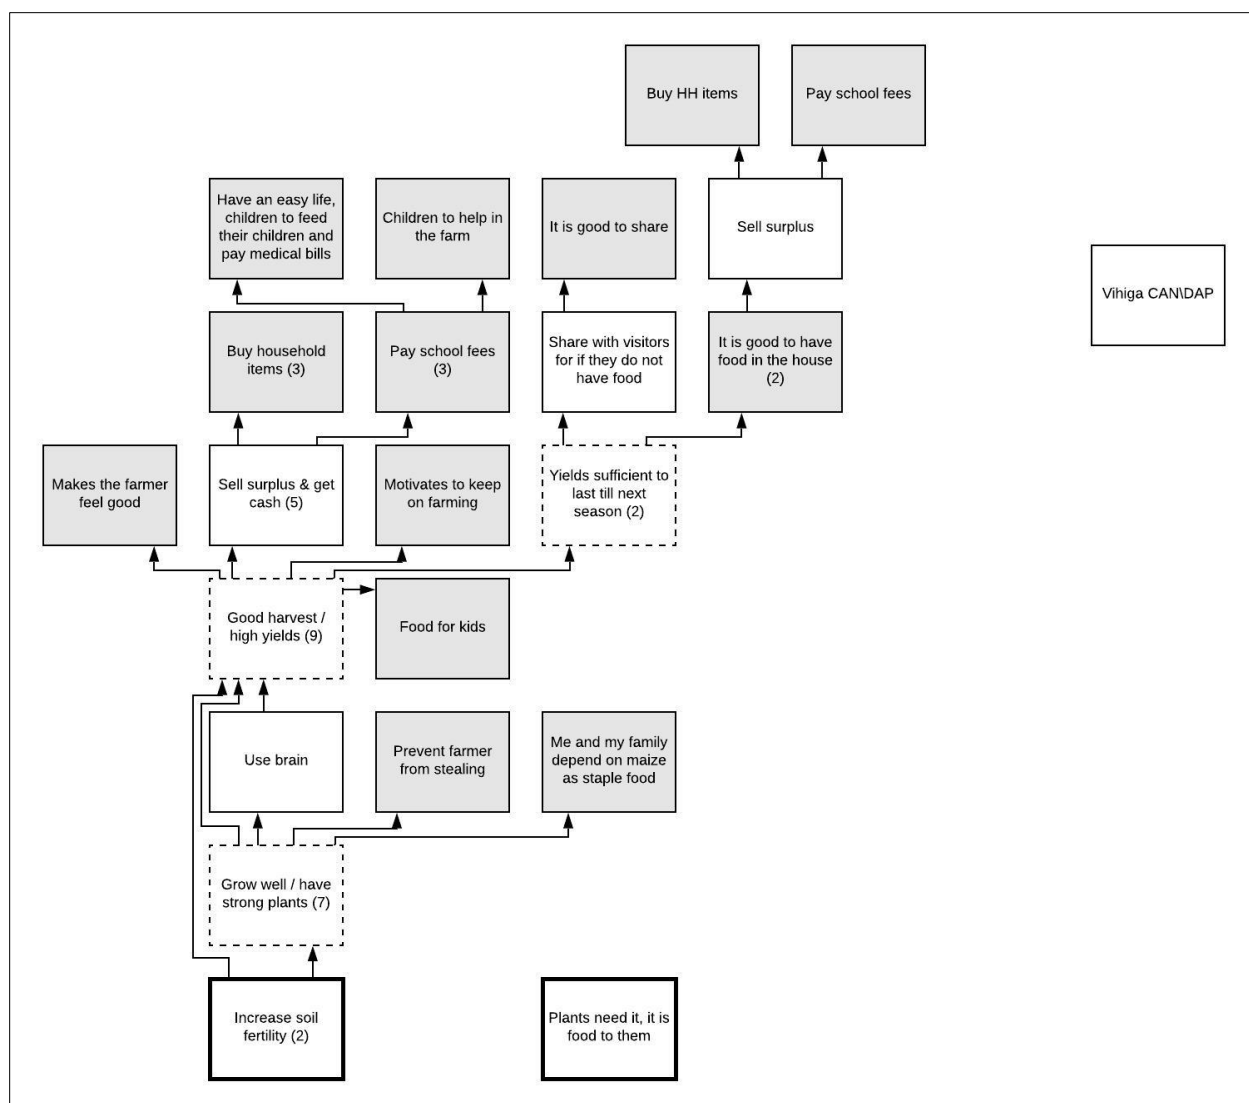 Buy HH items
Pay school fees
Have an easy life,
children to feed
their children and
pay medical bills
Children to help in
the farm
It is good to share
Sell surplus
Vihiga CAN\DAP
Buy household
items (3)
Pay school fees
(3)
Share with visitors
for if they do not
have food
It is good to have
food in the house
(2)
Makes the farmer
feel good
Sell surplus & get
cash (5)
Motivates to keep
on farming
Yields sufficient to
last till next
season (2)
Good harvest /
high yields (9)
Food for kids
Use brain
Prevent farmer
from stealing
Me and my family
depend on maize
as staple food
Grow well / have
strong plants (7)
Increase soil
fertility (2)
Plants need it, it is
food to them